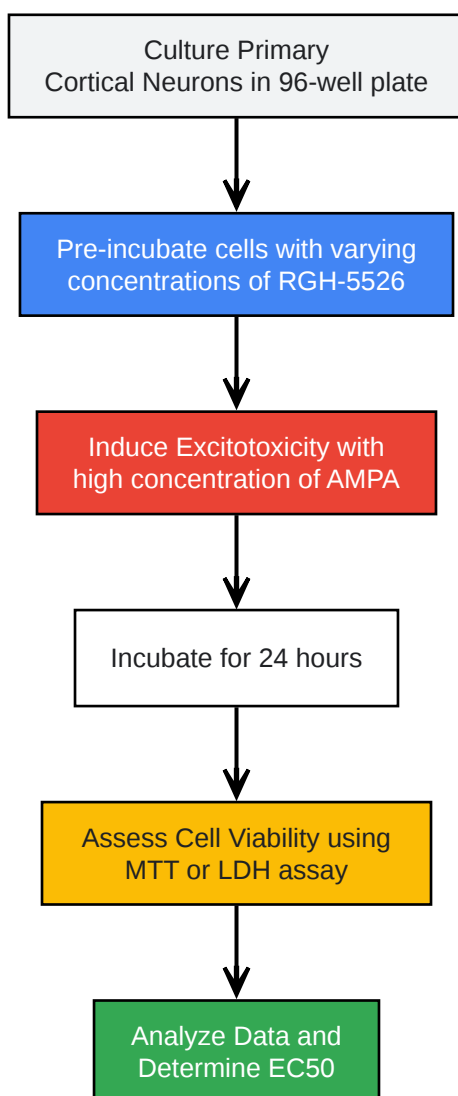 Culture Primary
Cortical Neurons in 96-well plate
Pre-incubate cells with varying
concentrations of RGH-5526
Induce Excitotoxicity with
high concentration of AMPA
Incubate for 24 hours
Assess Cell Viability using
MTT or LDH assay
Analyze Data and
Determine EC50